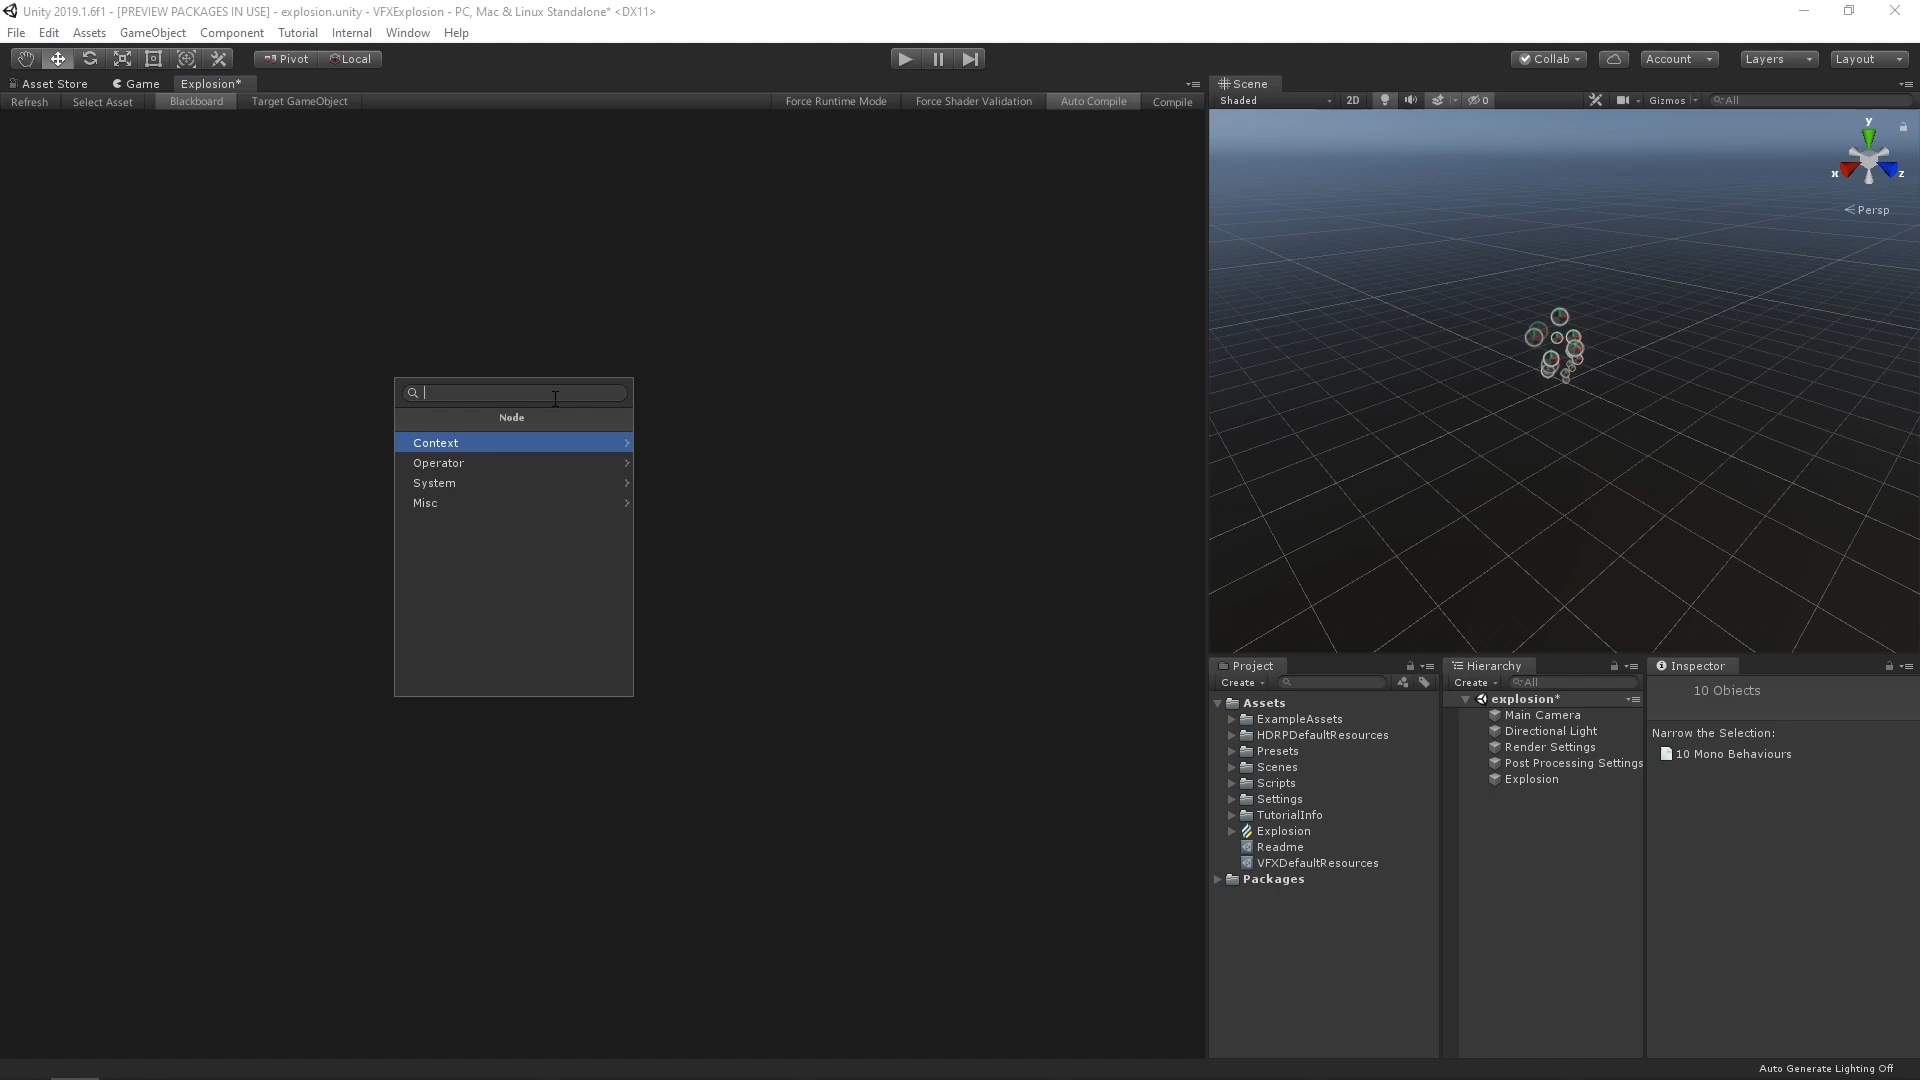 Unity 2019.1.6f1 - [PREVIEW PACKAGES IN USE] - explosion.unity - VFXExplosion - PC, Mac & Linux Standalone* <DX11>
File Edit Assets GameObject Component Tutorial Internal Window Help
Pivot Local Collab Account Layers Layout
Asset Store Game Explosion*
Refresh Select Asset Blackboard Target GameObject Force Runtime Mode Force Shader Validation Auto Compile Compile
Scene
Shaded 2D 0 Gizmos All
y
x z
Persp
Node
Context
Operator
System
Misc
Project
Create
Assets
ExampleAssets
HDRPDefaultResources
Presets
Scenes
Scripts
Settings
TutorialInfo
Explosion
Readme
VFXDefaultResources
Packages
Hierarchy
Create All
explosion*
Main Camera
Directional Light
Render Settings
Post Processing Settings
Explosion
Inspector
10 Objects
Narrow the Selection:
10 Mono Behaviours
Auto Generate Lighting Off